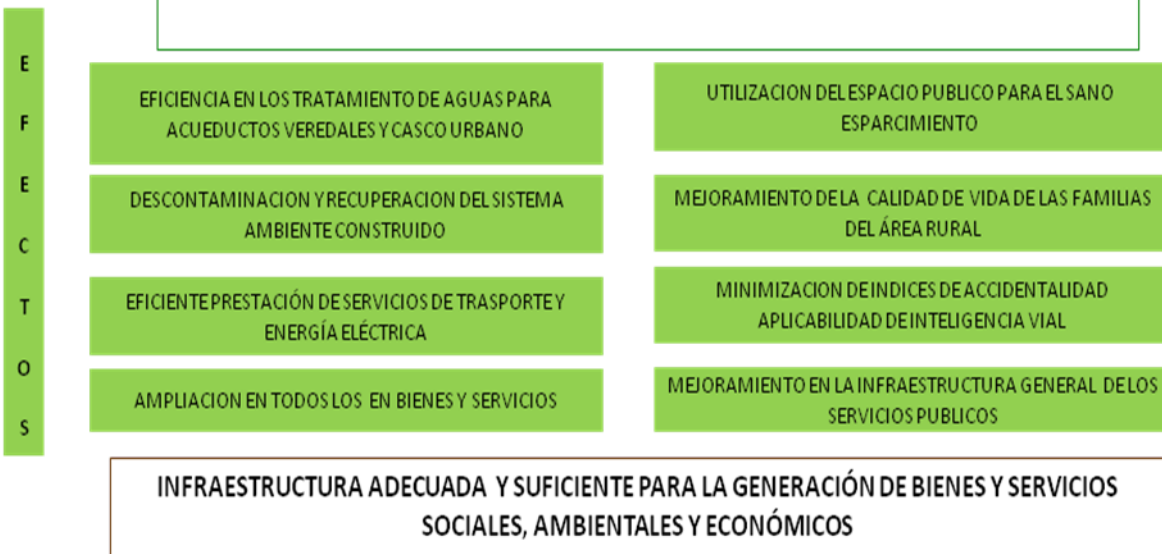 EFECTOS
EFICIENCIA EN LOS TRATAMIENTO DE AGUAS PARA
ACUEDUCTOS VEREDALES Y CASCO URBANO
UTILIZACION DEL ESPACIO PUBLICO PARA EL SANO
ESPARCIMIENTO
DESCONTAMINACION Y RECUPERACION DEL SISTEMA
AMBIENTE CONSTRUIDO
MEJORAMIENTO DE LA CALIDAD DE VIDA DE LAS FAMILIAS
DEL ÁREA RURAL
EFICIENTE PRESTACIÓN DE SERVICIOS DE TRASPORTE Y
ENERGÍA ELÉCTRICA
MINIMIZACION DE INDICES DE ACCIDENTALIDAD
APLICABILIDAD DE INTELIGENCIA VIAL
AMPLIACION EN TODOS LOS EN BIENES Y SERVICIOS
MEJORAMIENTO EN LA INFRAESTRUCTURA GENERAL DE LOS
SERVICIOS PUBLICOS
INFRAESTRUCTURA ADECUADA Y SUFICIENTE PARA LA GENERACIÓN DE BIENES Y SERVICIOS
SOCIALES, AMBIENTALES Y ECONÓMICOS